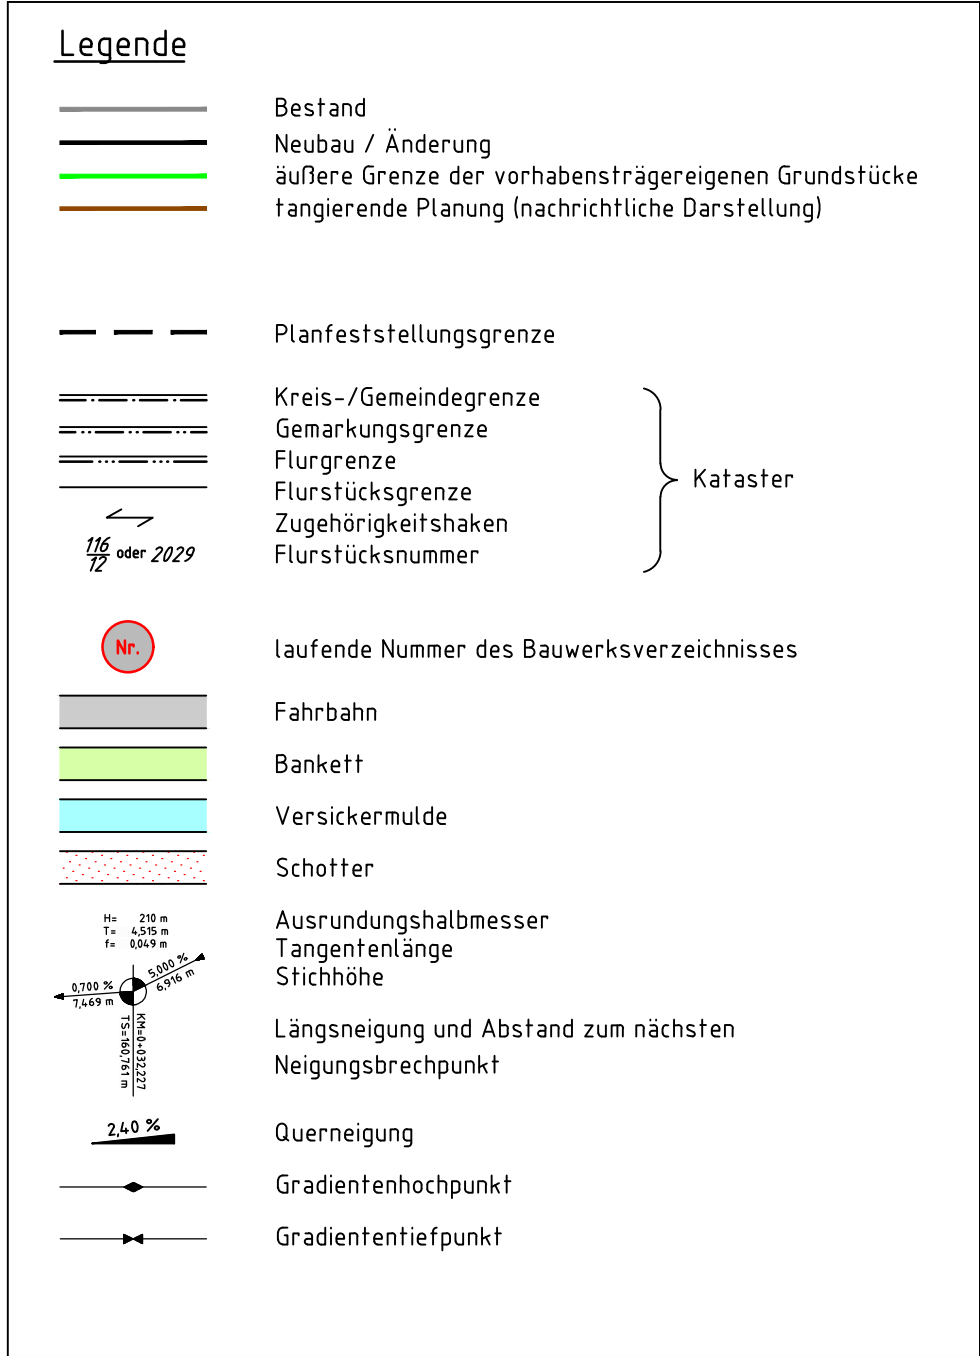 Legende
Bestand
Neubau / Änderung
äußere Grenze der vorhabensträgereigenen Grundstücke
tangierende Planung (nachrichtliche Darstellung)
Planfeststellungsgrenze
Kreis-/Gemeindegrenze
Gemarkungsgrenze
Flurgrenze
Flurstücksgrenze
Zugehörigkeitshaken
116
12
oder 2029
Flurstücksnummer
Kataster
Nr.
laufende Nummer des Bauwerksverzeichnisses
Fahrbahn
Bankett
Versickermulde
Schotter
H= 210 m
T= 4,515 m
f= 0,049 m
Ausrundungshalbmesser
Tangentenlänge
Stichhöhe
0,700 %
7,469 m
5,000 %
6,916 m
KM=0+032,227
TS=160,761 m
Längsneigung und Abstand zum nächsten
Neigungsbrechpunkt
2,40 %
Querneigung
Gradientenhochpunkt
Gradiententiefpunkt